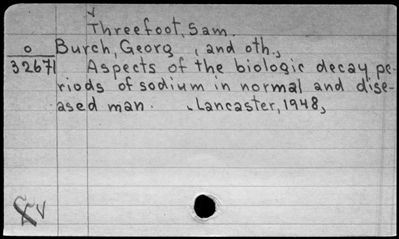 Threefoot, Sam.
o Burch, Georg , and oth.,
32671 Aspects of the biologic decay pe-
riods of sodium in normal and dise-
ased man. Lancaster, 1948,